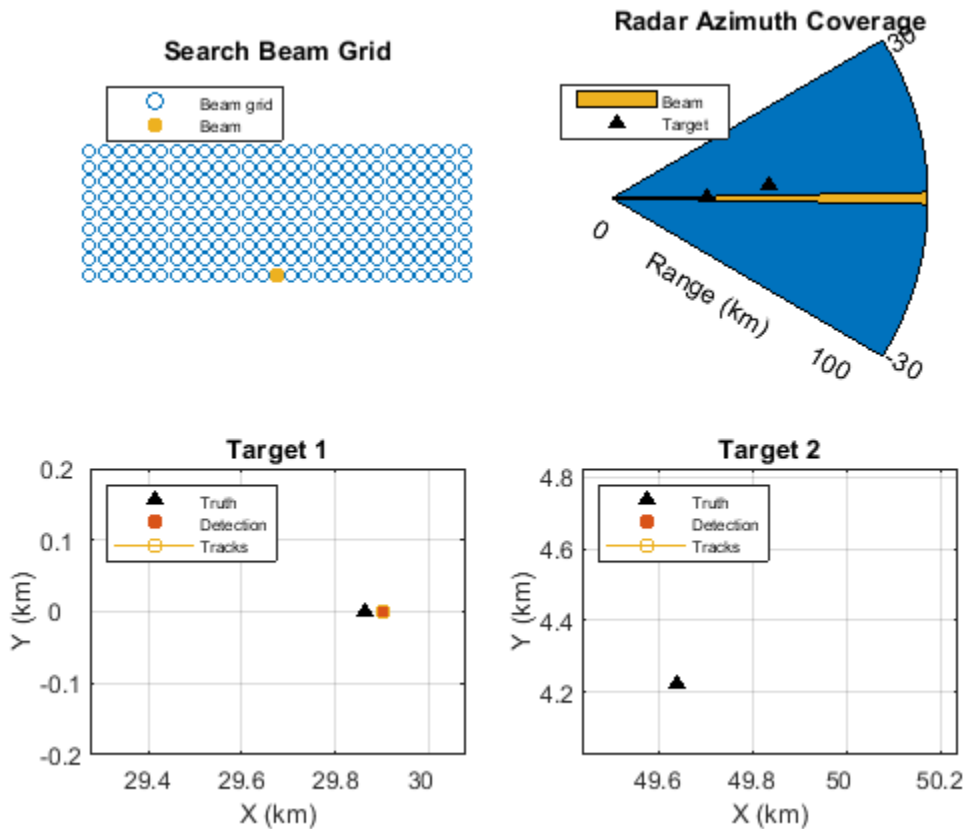 Search Beam Grid
Beam grid
Beam
Radar Azimuth Coverage
Beam
Target
30
0
Range (km)
100
-30
Target 1
Truth
Detection
Tracks
0.2
0.1
0
-0.1
-0.2
Y (km)
29.4
29.6
29.8
30
X (km)
Target 2
Truth
Detection
Tracks
4.8
4.6
4.4
4.2
Y (km)
49.6
49.8
50
50.2
X (km)